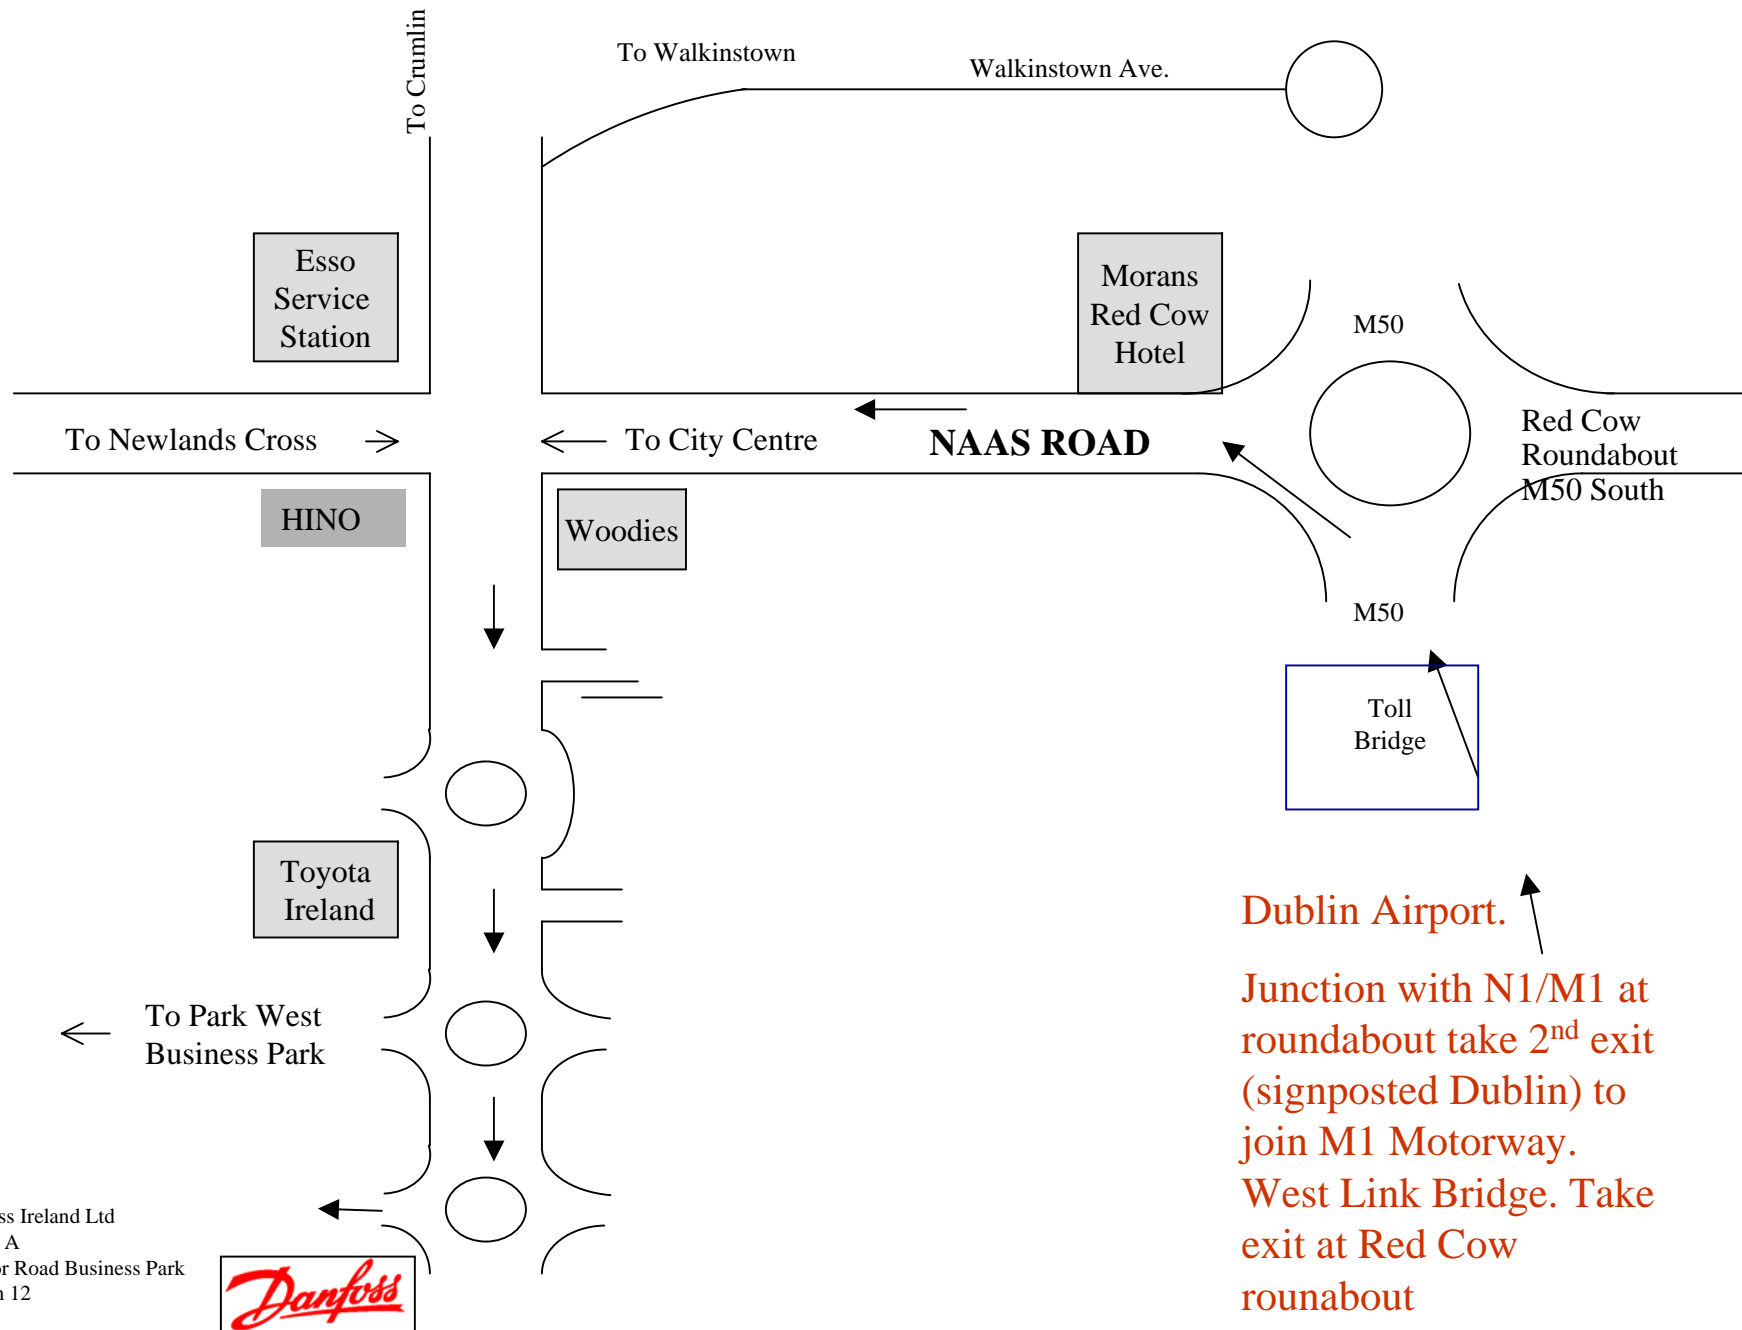 To Crumlin
To Walkinstown
Walkinstown Ave.
Esso
Service
Station
Morans
Red Cow
Hotel
M50
To Newlands Cross
To City Centre
NAAS ROAD
Red Cow
Roundabout
M50 South
HINO
Woodies
M50
Toll
Bridge
Toyota
Ireland
Dublin Airport.
Junction with N1/M1 at
roundabout take 2nd exit
(signposted Dublin) to
join M1 Motorway.
West Link Bridge. Take
exit at Red Cow
rounabout
To Park West
Business Park
Ireland Ltd
A
Road Business Park
12
Danfoss